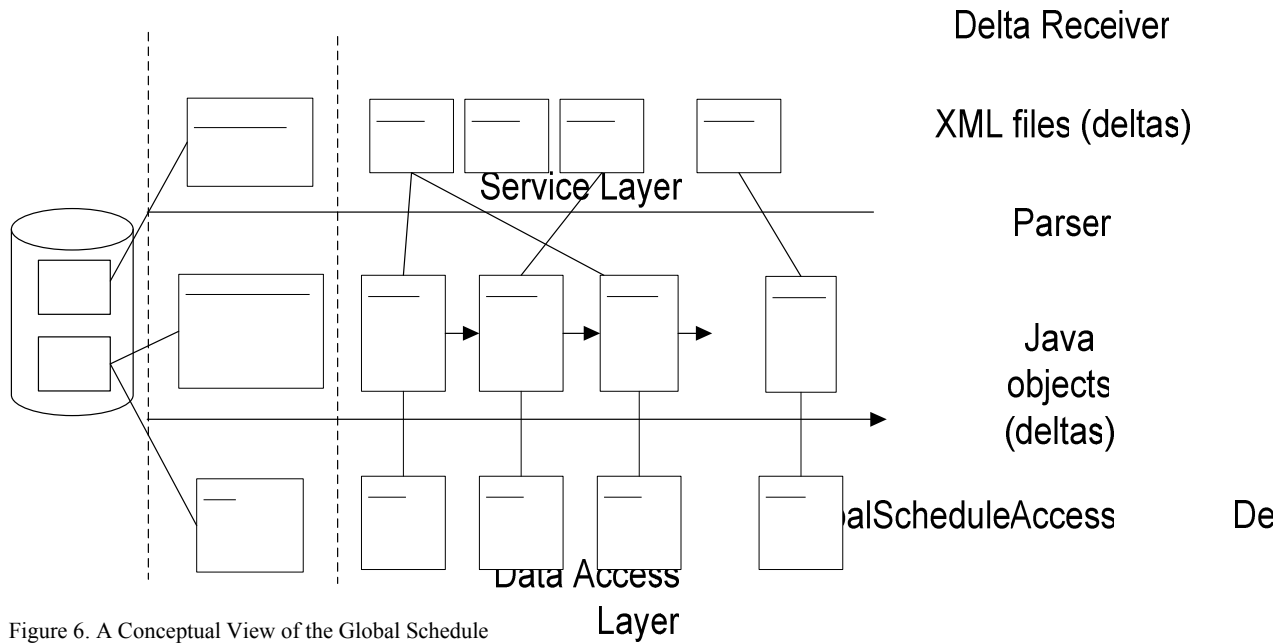 Delta Receiver
XML files (deltas)
Service Layer
Parser
Java
objects
(deltas)
balScheduleAccess De
Data Access
Layer
Figure 6. A Conceptual View of the Global Schedule